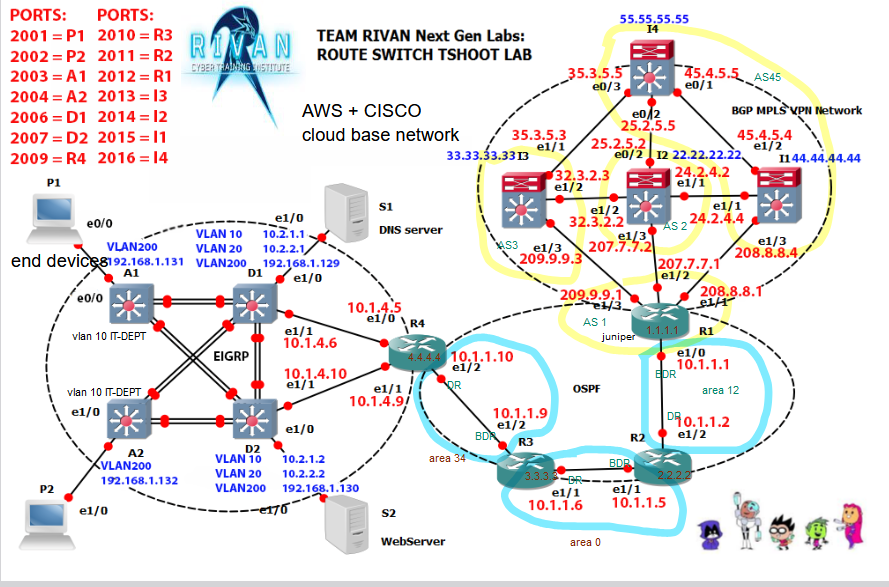 PORTS: PORTS:
2001 = P1 2010 = R3
2002 = P2 2011 = R2
2003 = A1 2012 = R1
2004 = A2 2013 = I3
2006 = D1 2014 = I2
2007 = D2 2015 = I1
2009 = R4 2016 = I4
RIVAN
CYBER TRAINING INSTITUTE
TEAM RIVAN Next Gen Labs:
ROUTE SWITCH TSHOOT LAB
AWS + CISCO
cloud base network
55.55.55.55
I4
35.3.5.5
45.4.5.5
AS45
e0/3
e0/1
e0/2
BGP MPLS VPN Network
25.2.5.5
35.3.5.3
e1/1
25.2.5.2
e0/2
45.4.5.4
e1/2
33.33.33.33
I3
I2
22.22.22.22
I1
44.44.44.44
32.3.2.3
e1/2
24.2.4.2
e1/1
e1/2
e1/1
32.3.2.2
AS 2
24.2.4.4
AS3
e1/3
e1/3
e1/3
209.9.9.3
207.7.7.2
208.8.8.4
207.7.7.1
e1/2
209.9.9.1
e1/3
208.8.8.1
e1/1
AS 1
juniper
1.1.1.1
R1
e1/0
10.1.1.1
BDR
area 12
DR
10.1.1.2
e1/2
R2
2.2.2.2
BDR
e1/1
10.1.1.5
OSPF
R3
3.3.3.3
DR
e1/1
10.1.1.6
area 0
10.1.1.9
e1/2
BDR
area 34
DR
10.1.1.10
e1/2
R4
4.4.4.4
10.1.4.5
e1/0
e1/1
10.1.4.6
10.1.4.10
e1/1
e1/1
10.1.4.9
P1
e0/0
end devices
VLAN200
192.168.1.131
A1
e0/0
vlan 10 IT-DEPT
VLAN 10 10.2.1.1
VLAN 20 10.2.2.1
VLAN200 192.168.1.129
D1
e1/0
e1/0
S1
DNS server
EIGRP
vlan 10 IT-DEPT
e1/0
A2
VLAN200
192.168.1.132
P2
e1/0
D2
e1/0
VLAN 10 10.2.1.2
VLAN 20 10.2.2.2
VLAN200 192.168.1.130
e1/0
S2
WebServer